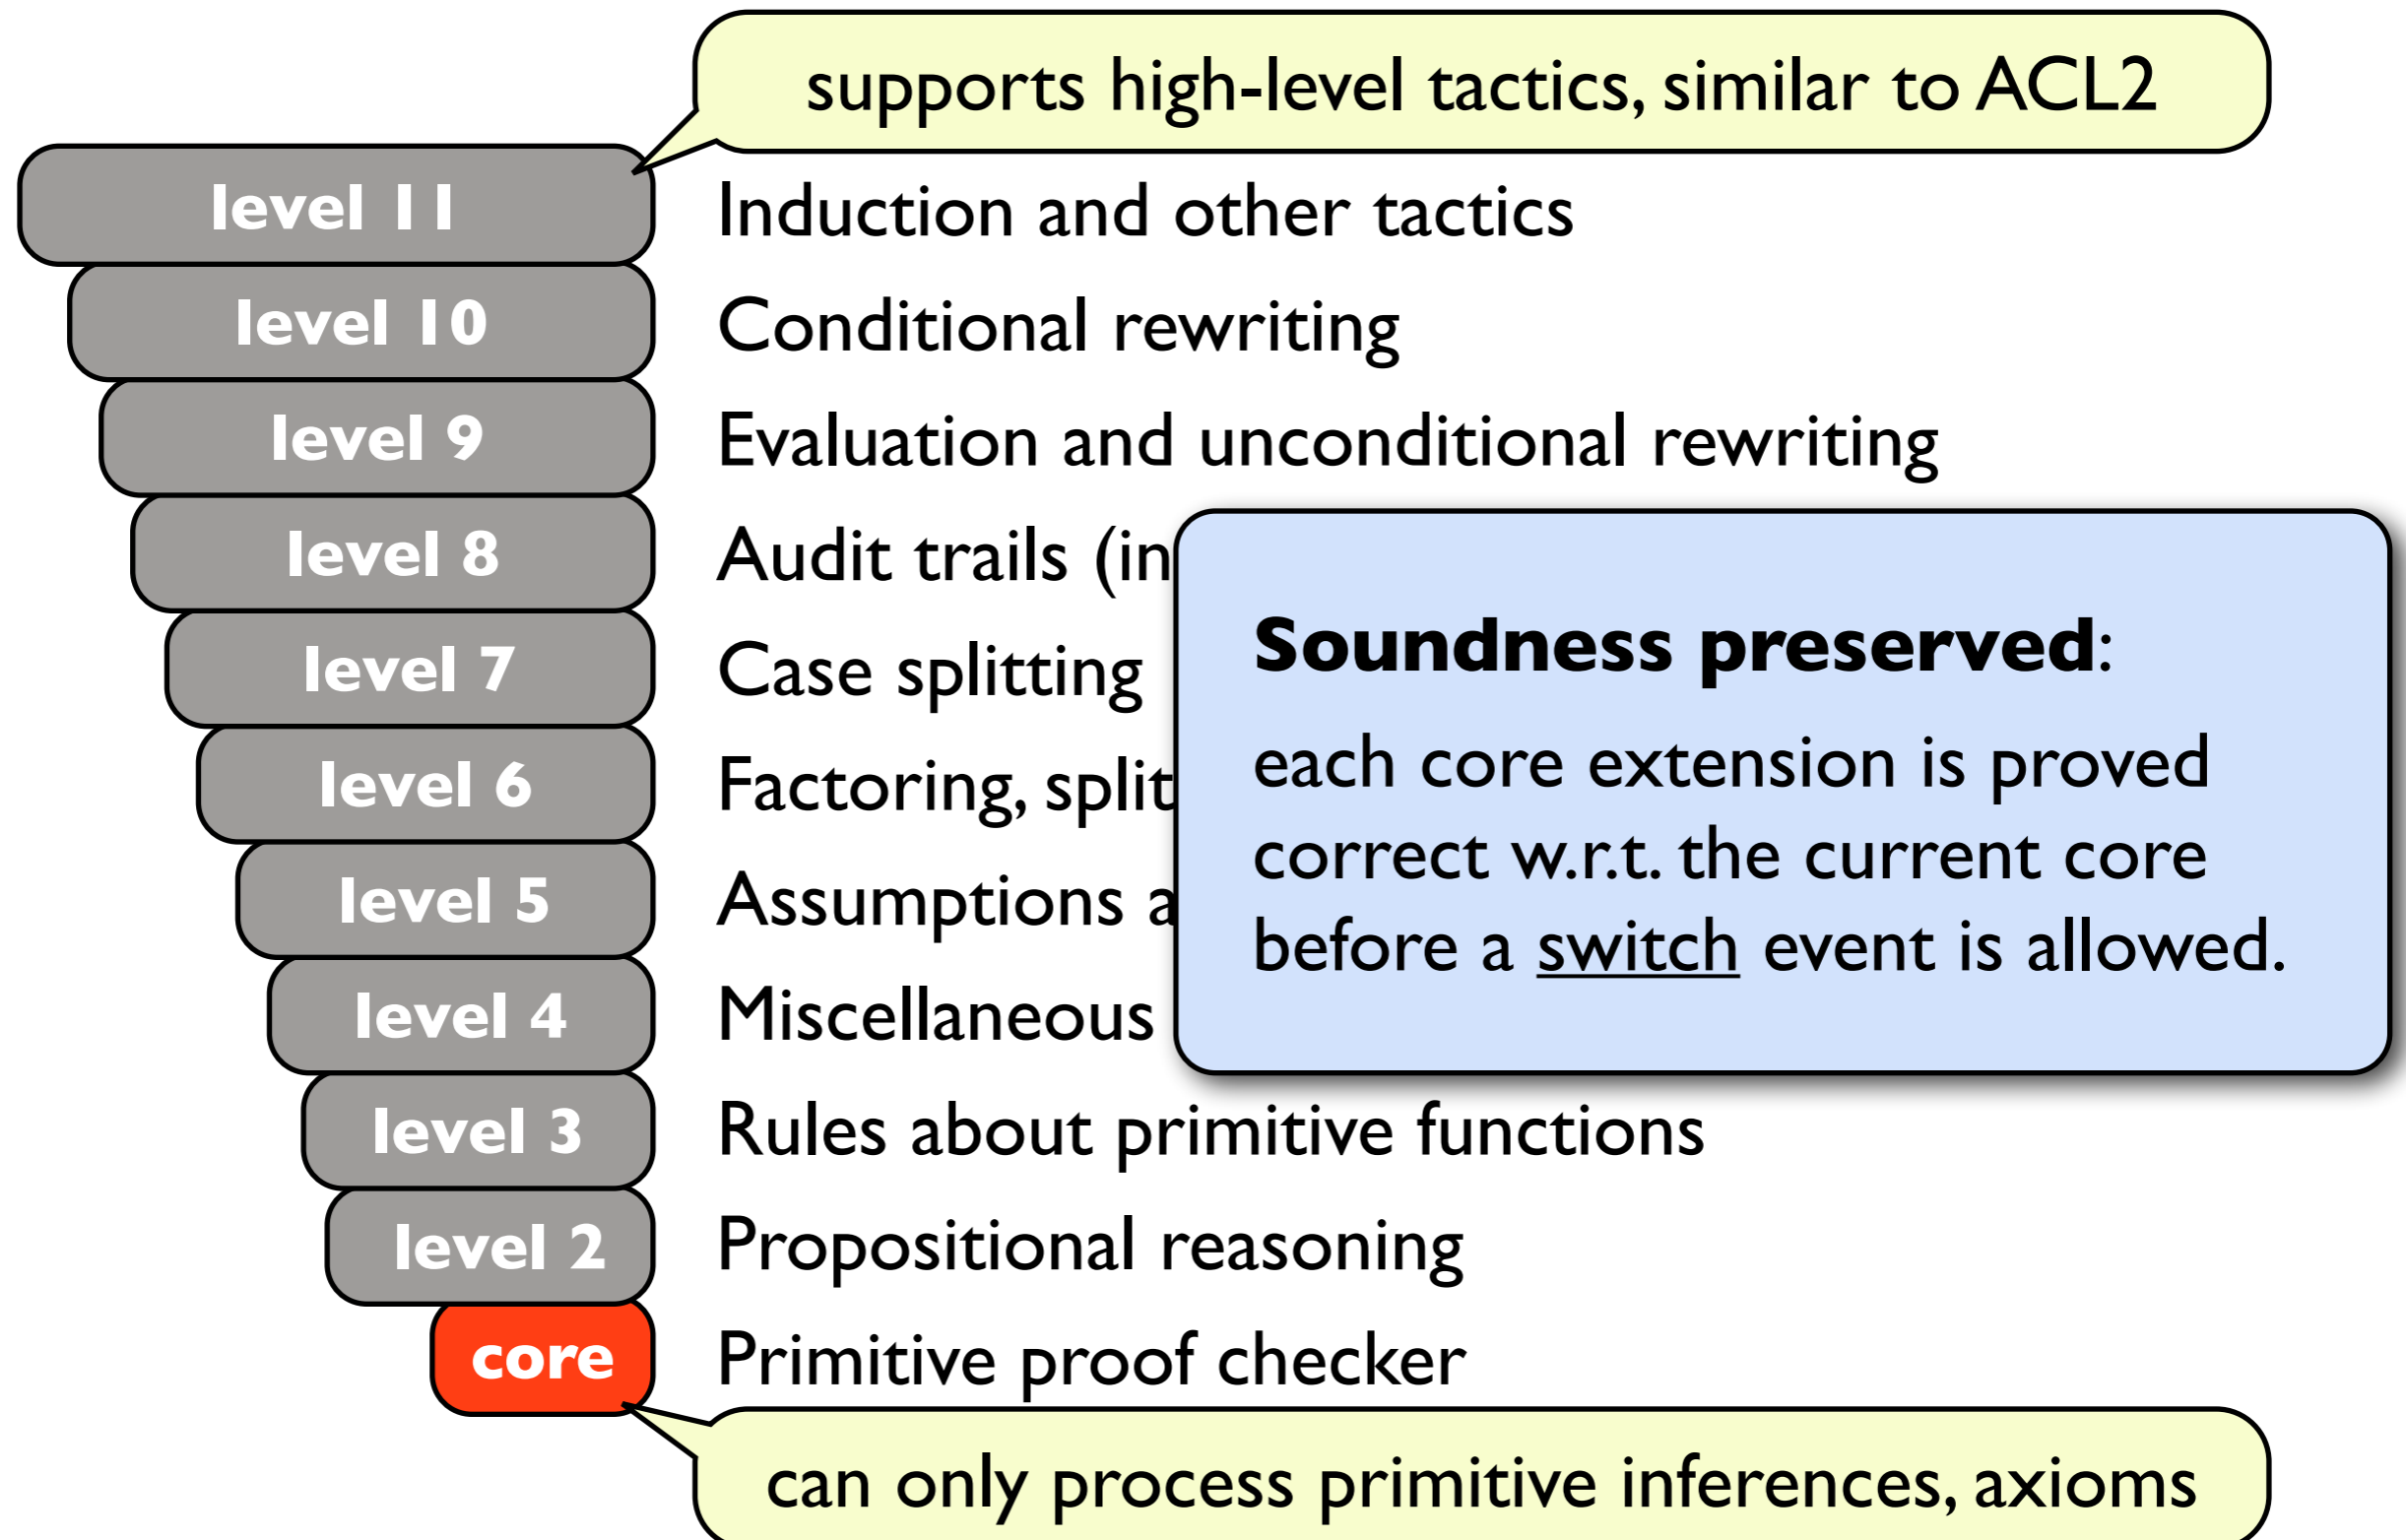 supports high-level tactics, similar to ACL2
level 11 Induction and other tactics
level 10 Conditional rewriting
level 9 Evaluation and unconditional rewriting
level 8 Audit trails (in
level 7 Case splitting
level 6 Factoring, split
level 5 Assumptions a
level 4 Miscellaneous
Soundness preserved:
each core extension is proved
correct w.r.t. the current core
before a switch event is allowed.
level 3 Rules about primitive functions
level 2 Propositional reasoning
core Primitive proof checker
can only process primitive inferences, axioms